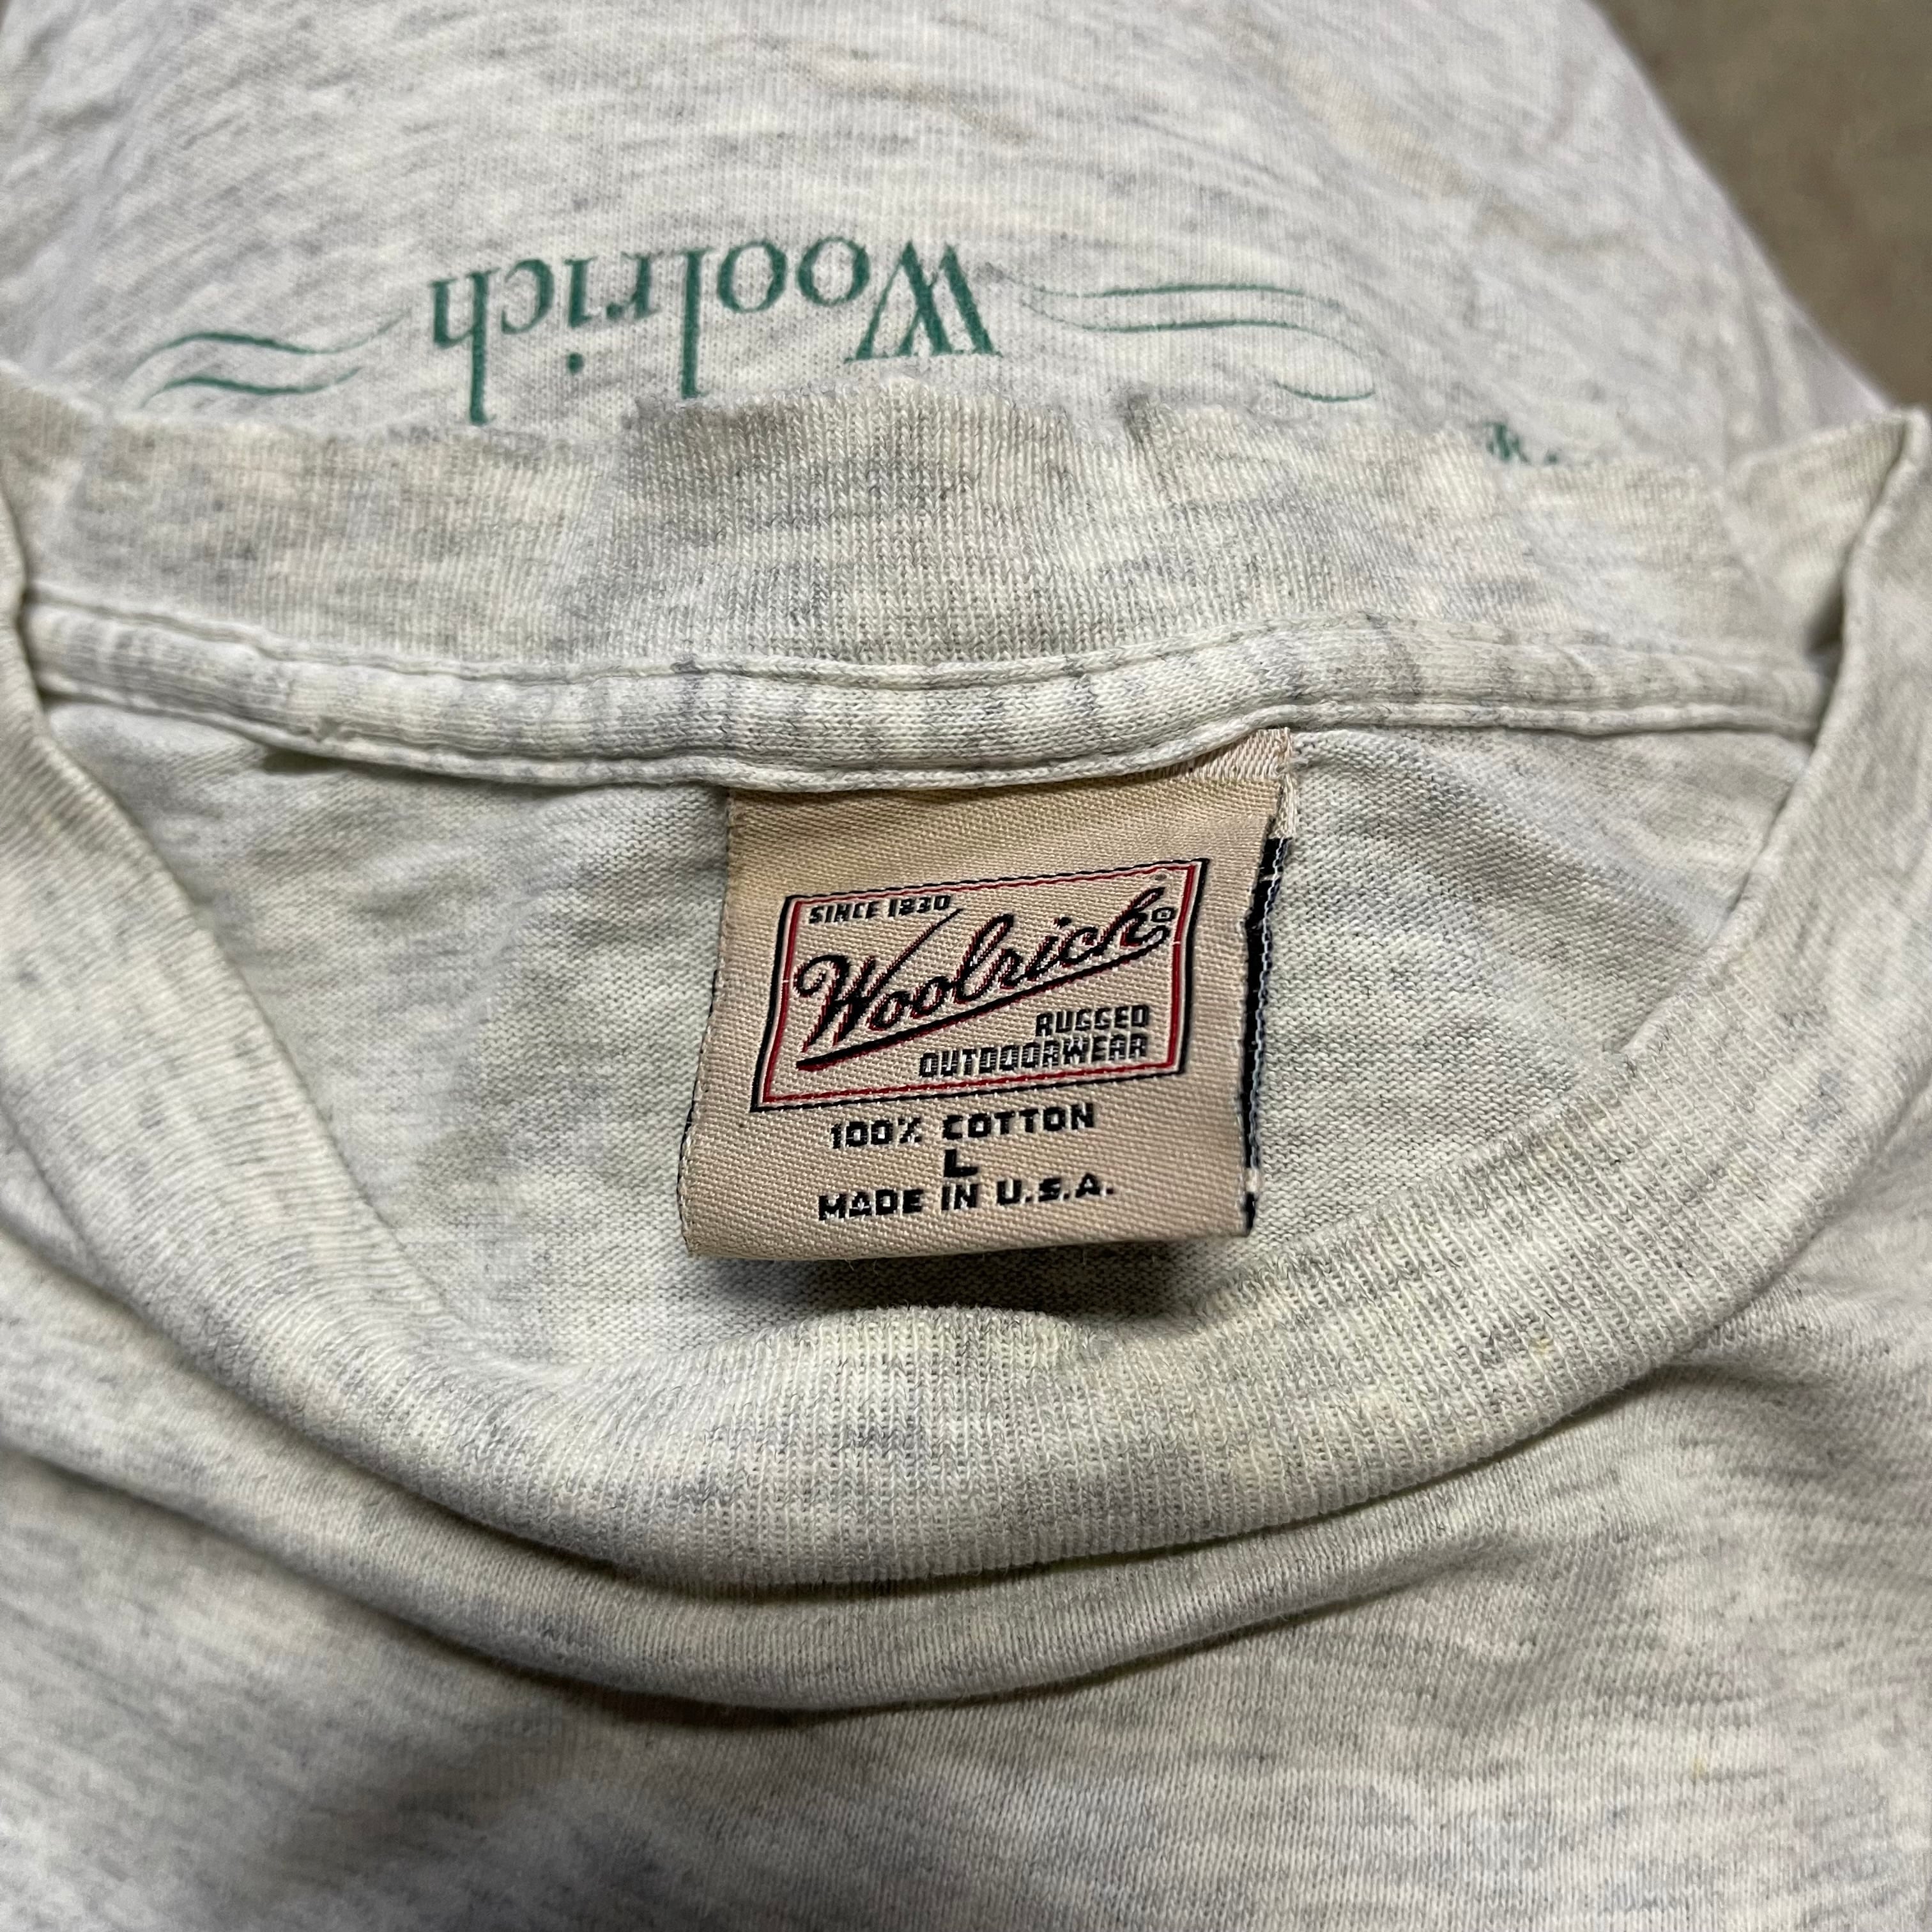 Woolrich
SINCE 1830
Woolrich®
RUGGED
OUTDOORWEAR
100% COTTON
L
MADE IN U.S.A.